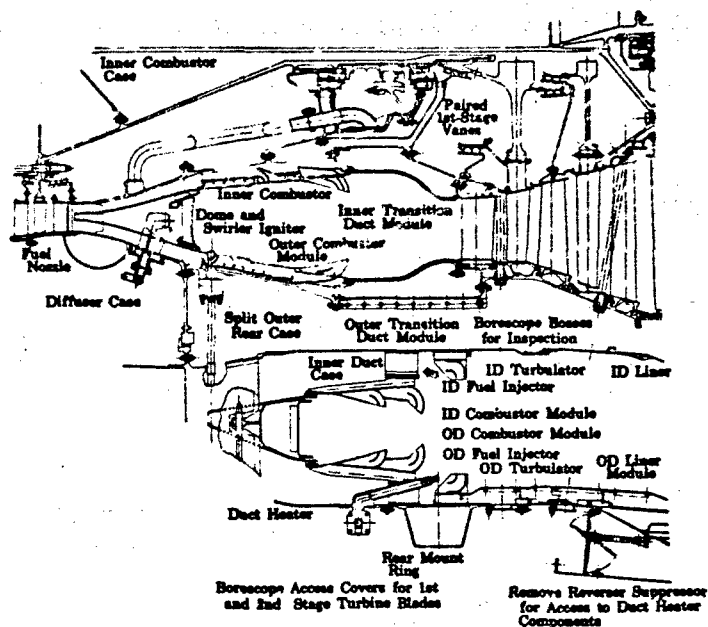 Inner Combustor
Case
Paired
1st-Stage
Vanes
Inner Combustor
Dome and
Swirler Igniter
Inner Transition
Duct Module
Outer Combustor
Module
Fuel
Nozzle
Diffuser Case
Split Outer
Rear Case
Outer Transition
Duct Module
Borescope Bosses
for Inspection
Inner Duct
Case
ID Turbulator
ID Liner
ID Fuel Injector
ID Combustor Module
OD Combustor Module
OD Fuel Injector
OD Turbulator
OD Liner
Module
Duct Heater
Rear Mount
Ring
Borescope Access Covers for 1st
and 2nd Stage Turbine Blades
Remove Reverser Suppressor
for Access to Duct Heater
Components